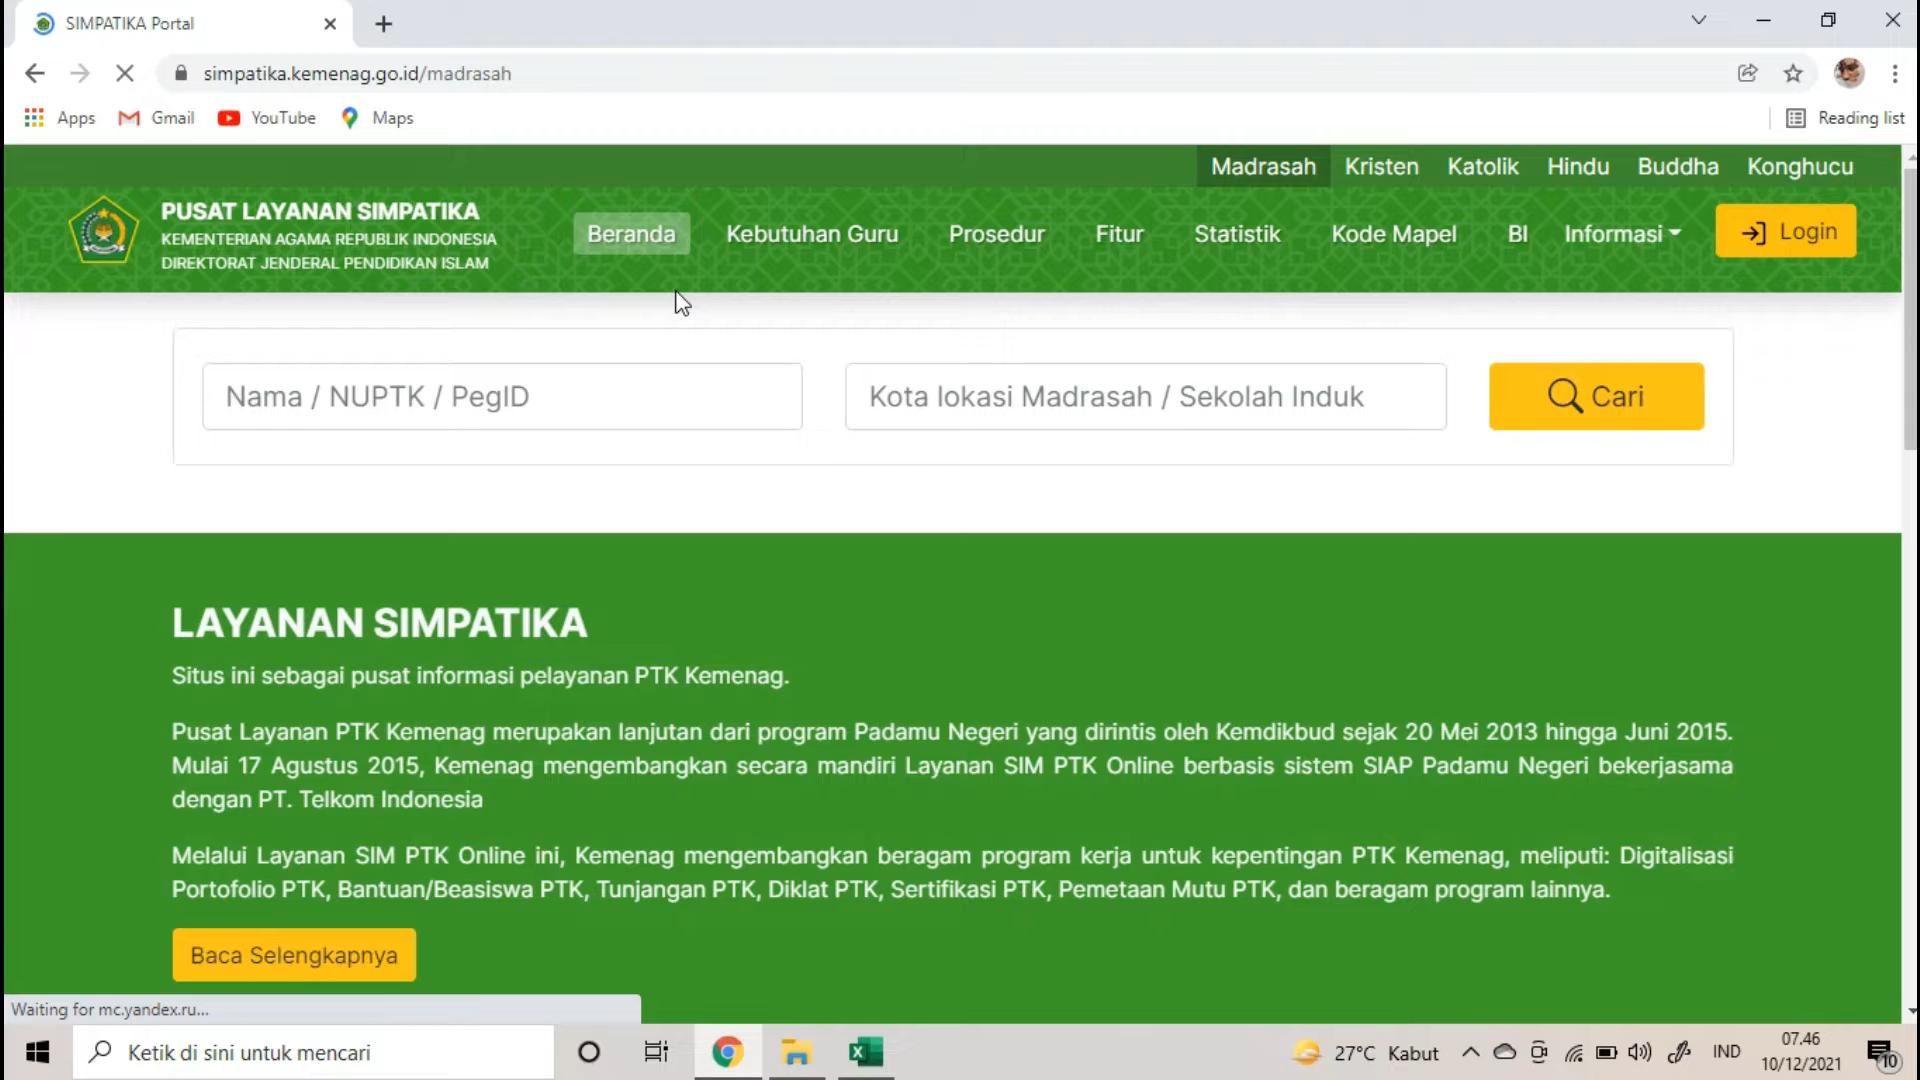 SIMPATIKA Portal
simpatika.kemenag.go.id/madrasah
Apps Gmail YouTube Maps Reading list
Madrasah Kristen Katolik Hindu Buddha Konghucu
PUSAT LAYANAN SIMPATIKA
KEMENTERIAN AGAMA REPUBLIK INDONESIA
DIREKTORAT JENDERAL PENDIDIKAN ISLAM
Beranda Kebutuhan Guru Prosedur Fitur Statistik Kode Mapel BI Informasi Login
Nama / NUPTK / PegID Kota lokasi Madrasah / Sekolah Induk Cari
LAYANAN SIMPATIKA
Situs ini sebagai pusat informasi pelayanan PTK Kemenag.
Pusat Layanan PTK Kemenag merupakan lanjutan dari program Padamu Negeri yang dirintis oleh Kemdikbud sejak 20 Mei 2013 hingga Juni 2015.
Mulai 17 Agustus 2015, Kemenag mengembangkan secara mandiri Layanan SIM PTK Online berbasis sistem SIAP Padamu Negeri bekerjasama
dengan PT. Telkom Indonesia
Melalui Layanan SIM PTK Online ini, Kemenag mengembangkan beragam program kerja untuk kepentingan PTK Kemenag, meliputi: Digitalisasi
Portofolio PTK, Bantuan/Beasiswa PTK, Tunjangan PTK, Diklat PTK, Sertifikasi PTK, Pemetaan Mutu PTK, dan beragam program lainnya.
Baca Selengkapnya
Waiting for mc.yandex.ru...
Ketik di sini untuk mencari
27°C Kabut
IND
07.46
10/12/2021
10